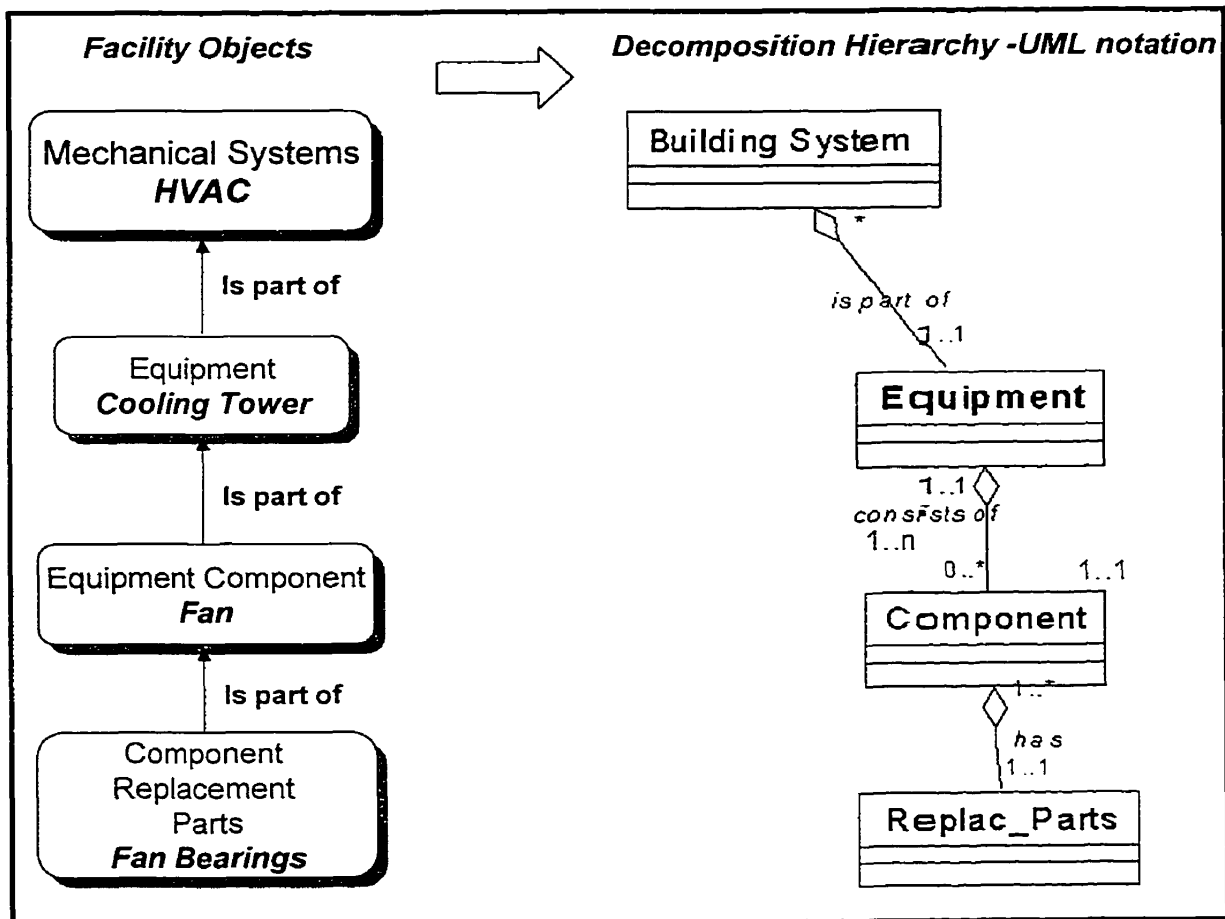 Facility Objects
Decomposition Hierarchy -UML notation
Mechanical Systems
HVAC
Is part of
Equipment
Cooling Tower
Is part of
Equipment Component
Fan
Is part of
Component
Replacement
Parts
Fan Bearings
Building System
*
is part of
1..1
Equipment
1..1
consists of
1..n
0..*
1..1
Component
1..*
has
1..1
Replac_Parts